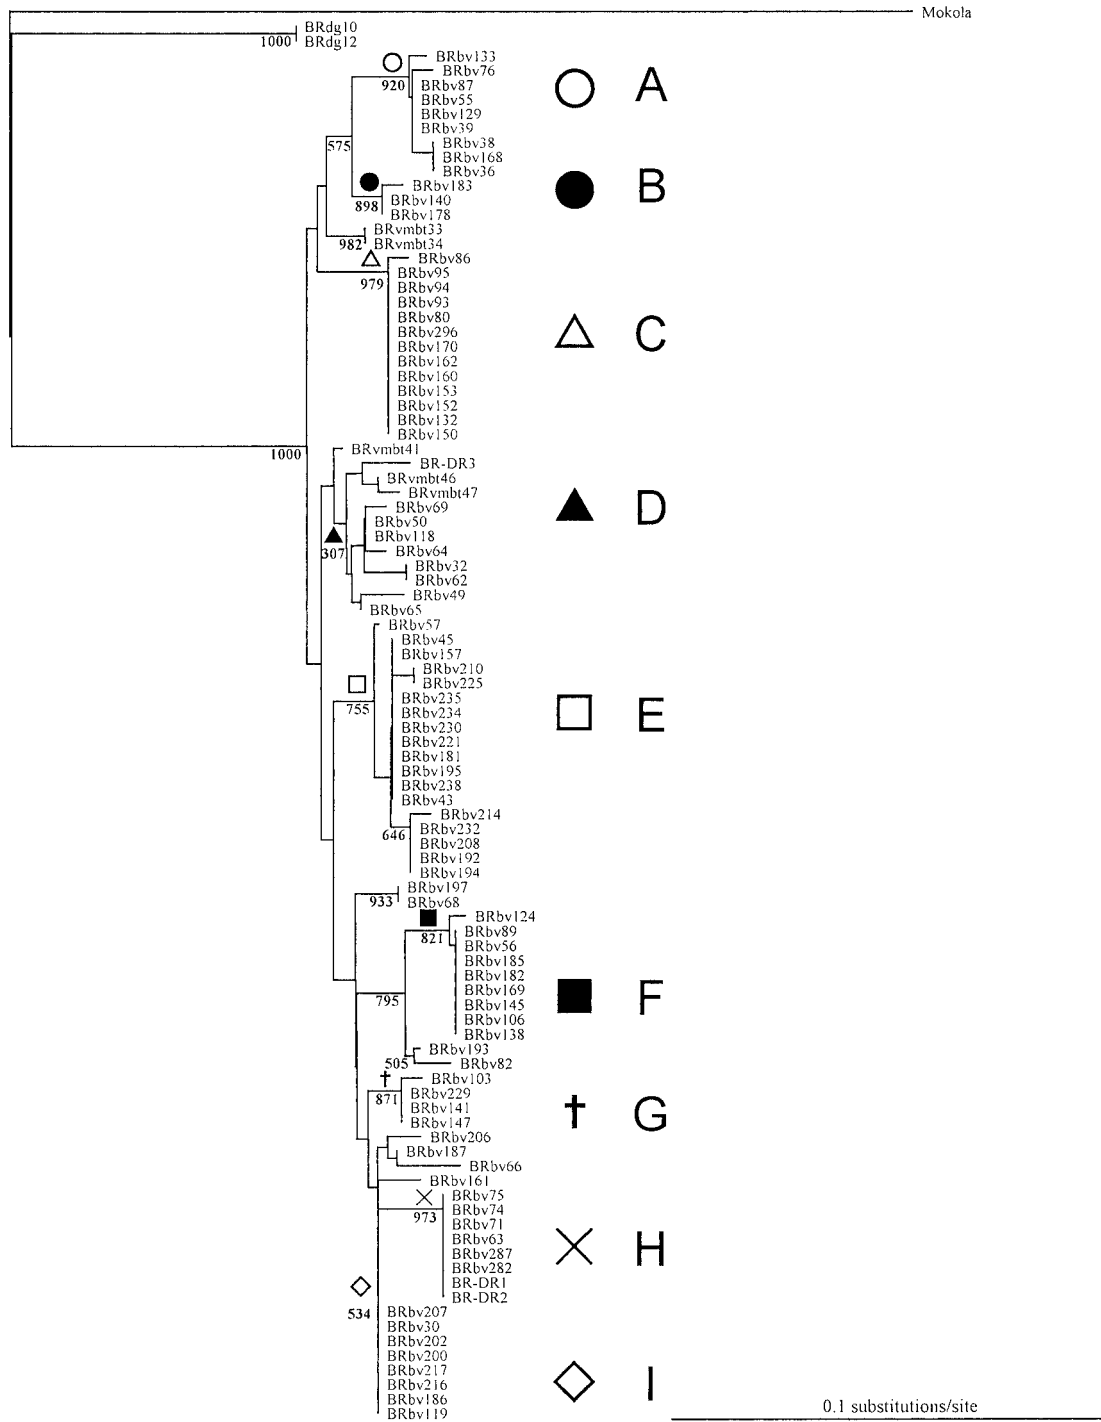 Mokola
BRdg10
1000
BRdg12
BRbv133
BRbv76
920
BRbv87
A
BRbv55
BRbv129
BRbv39
BRbv38
575
BRbv168
BRbv36
BRbv183
B
BRbv140
898
BRbv178
BRvmbt33
982
BRvmbt34
BRbv86
BRbv95
979
BRbv94
BRbv93
BRbv80
BRbv296
C
BRbv170
BRbv162
BRbv160
BRbv153
BRbv152
BRbv132
BRbv150
1000
BRvmbt41
BR-DR3
BRvmbt46
BRvmbt47
BRbv69
D
BRbv50
BRbv118
307
BRbv64
BRbv32
BRbv62
BRbv49
BRbv65
BRbv57
BRbv45
BRbv157
BRbv210
BRbv225
BRbv235
755
BRbv234
E
BRbv230
BRbv221
BRbv181
BRbv195
BRbv238
BRbv43
BRbv214
646
BRbv232
BRbv208
BRbv192
BRbv194
BRbv197
933
BRbv68
BRbv124
BRbv89
821
BRbv56
BRbv185
BRbv182
BRbv169
F
795
BRbv145
BRbv106
BRbv138
BRbv193
505
BRbv82
†
BRbv103
871
BRbv229
BRbv141
† G
BRbv147
BRbv206
BRbv187
BRbv66
BRbv161
BRbv75
BRbv74
973
BRbv71
BRbv63
BRbv287
H
BRbv282
BR-DR1
BR-DR2
534
BRbv207
BRbv30
BRbv202
BRbv200
BRbv217
BRbv216
I
BRbv186
BRbv119
0.1 substitutions/site